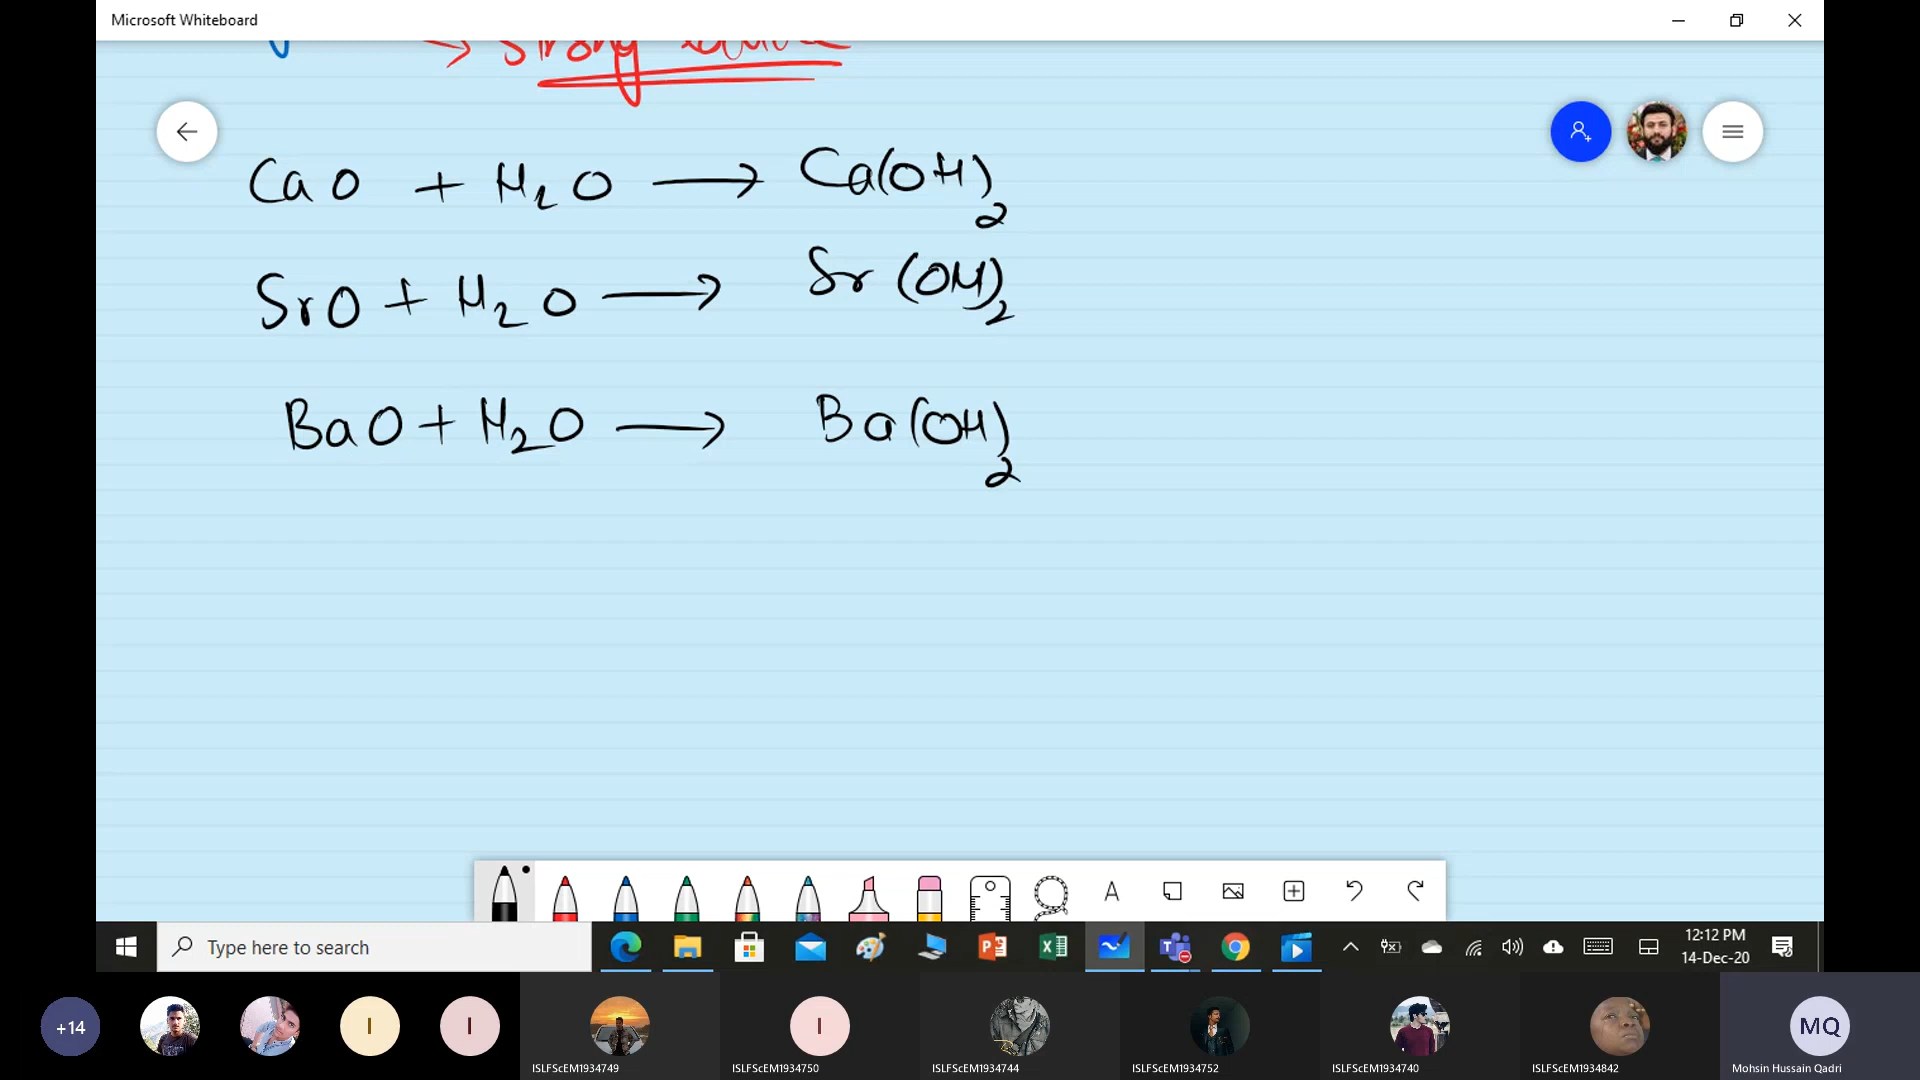 Microsoft Whiteboard
→ Strong
CaO + H2O → Ca(OH)2
SrO + H2O → Sr(OH)2
BaO + H2O → Ba(OH)2
A
Type here to search
12:12 PM
14-Dec-20
+14
I
I
I
MQ
ISLFScEM1934749
ISLFScEM1934750
ISLFScEM1934744
ISLFScEM1934752
ISLFScEM1934740
ISLFScEM1934842
Mohsin Hussain Qadri